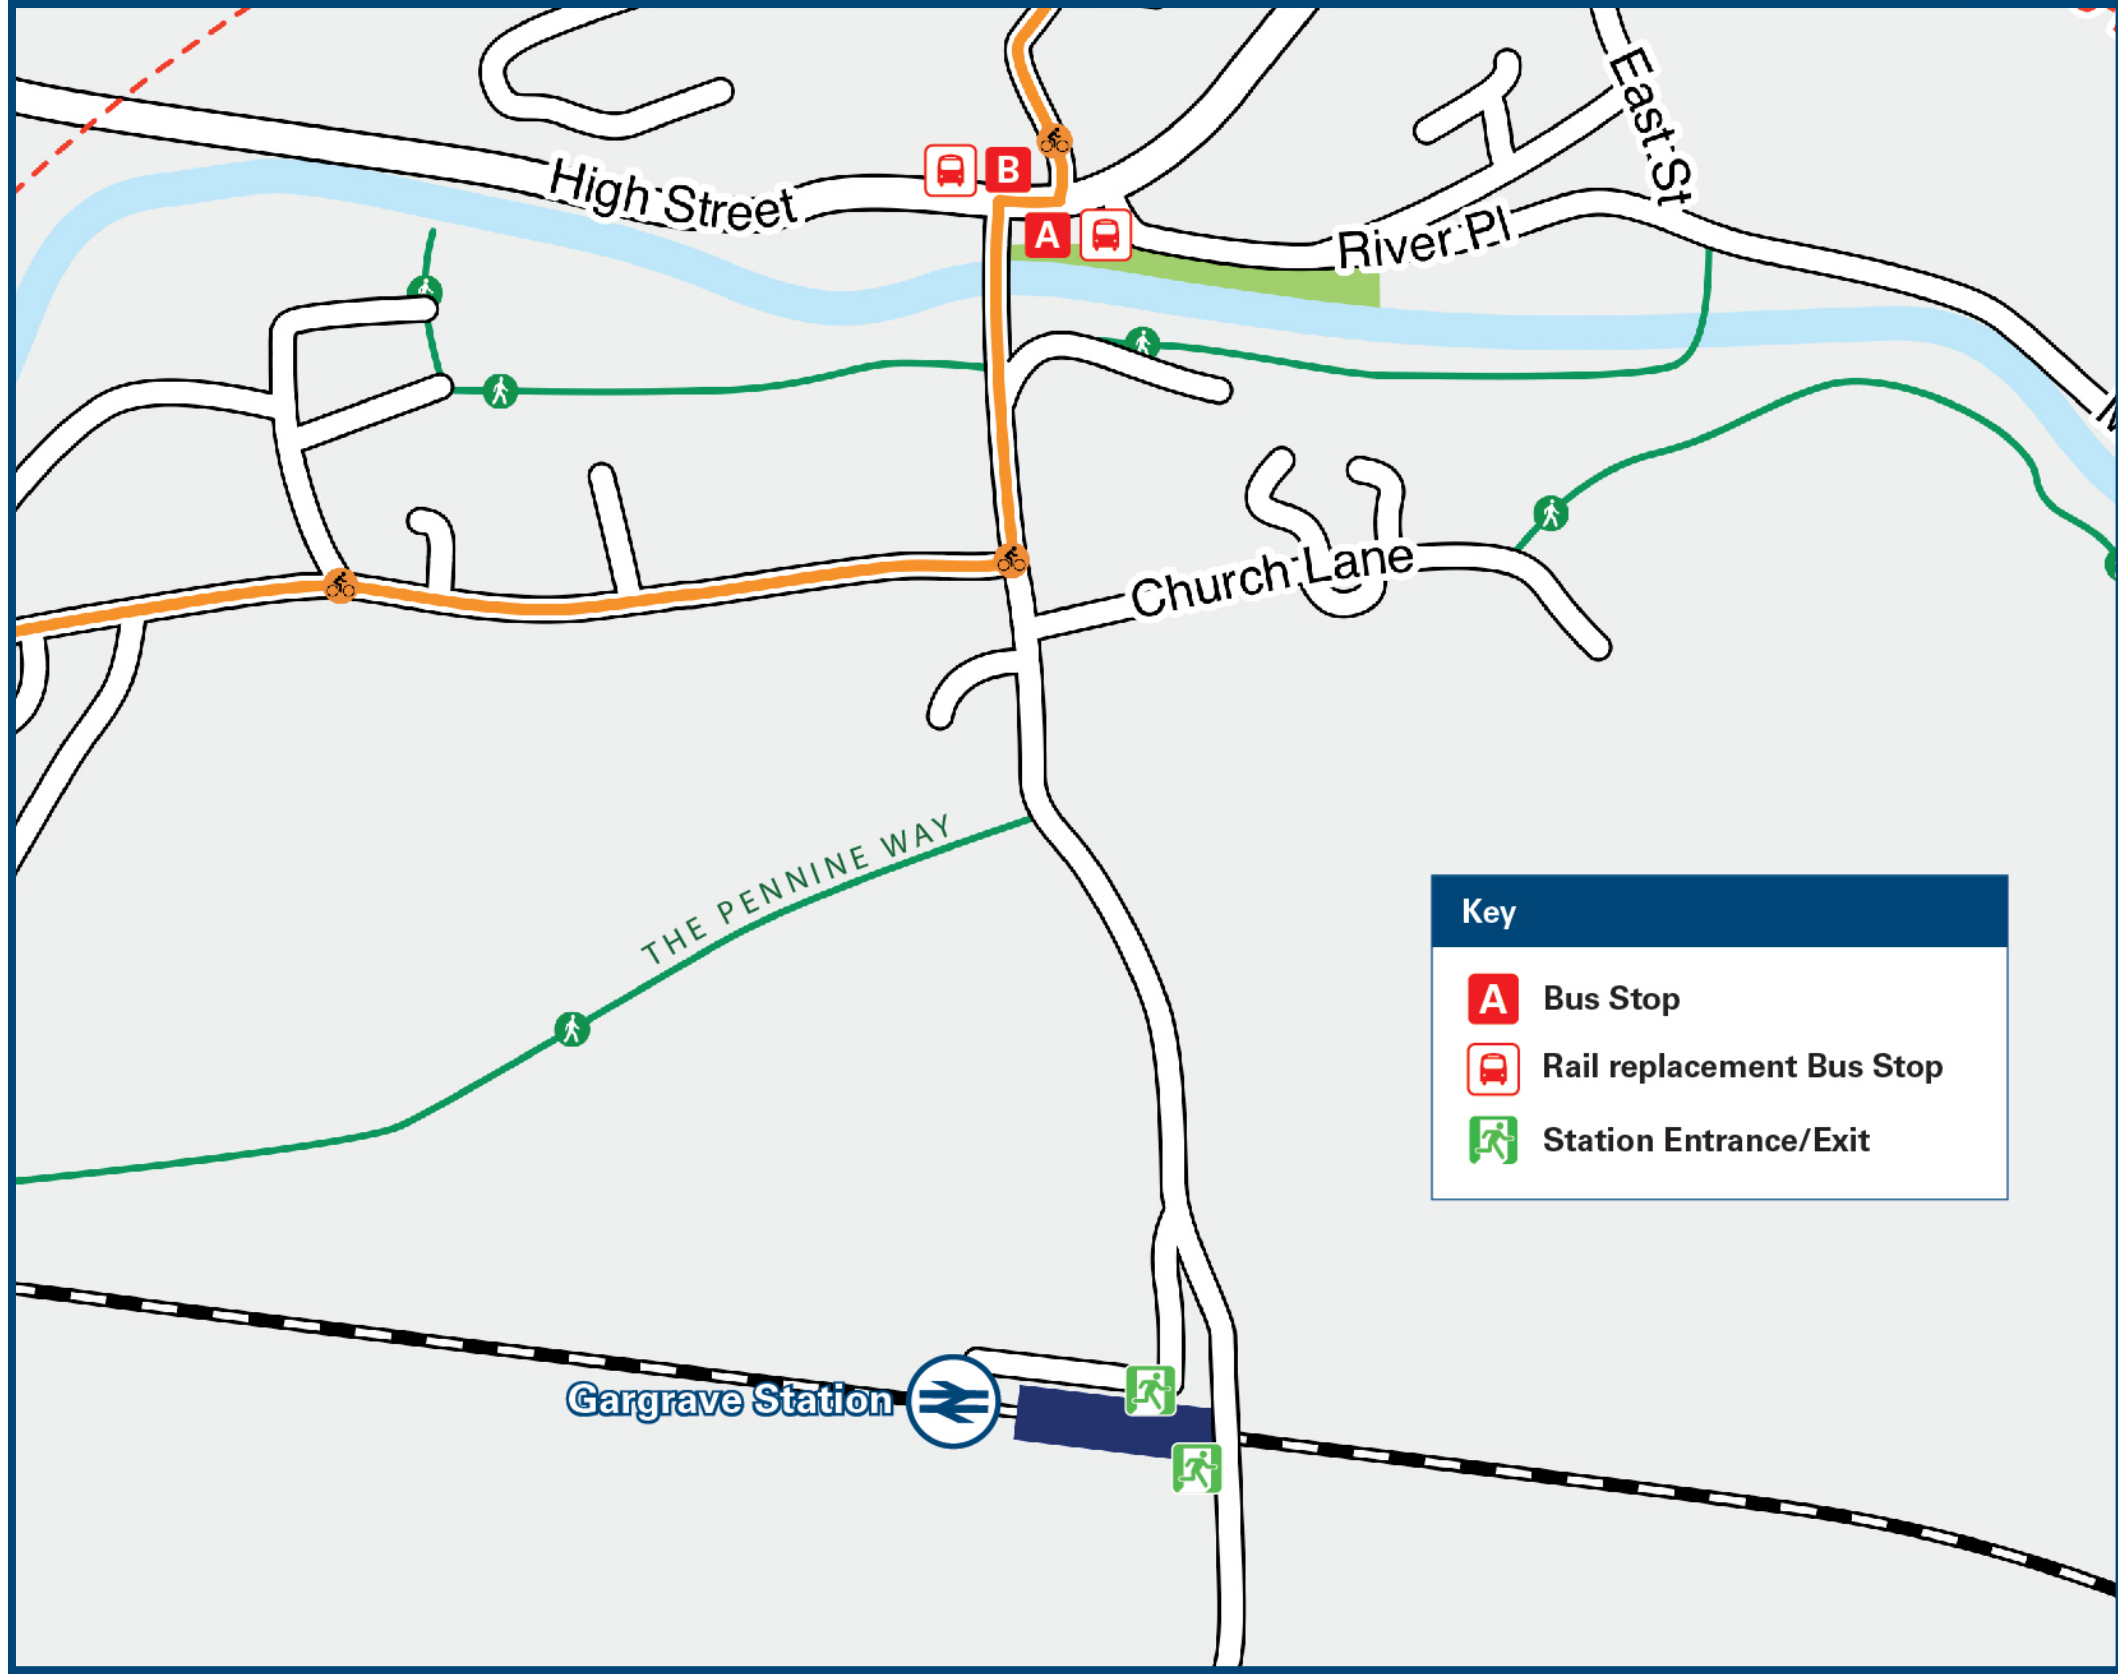 East St
High Street
B
A
River Pl
Church Lane
THE PENNINE WAY
Key
A Bus Stop
Rail replacement Bus Stop
Station Entrance/Exit
Gargrave Station